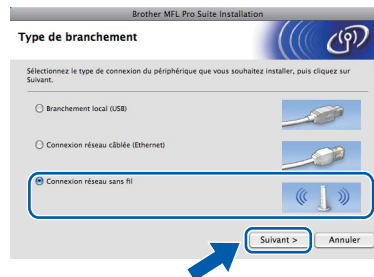 Brother MFL Pro Suite Installation
Type de branchement
Sélectionnez le type de connexion du périphérique que vous souhaitez installer, puis cliquez sur
Suivant.
Branchement local (USB)
Connexion réseau câblée (Ethernet)
Connexion réseau sans fil
Suivant >
Annuler